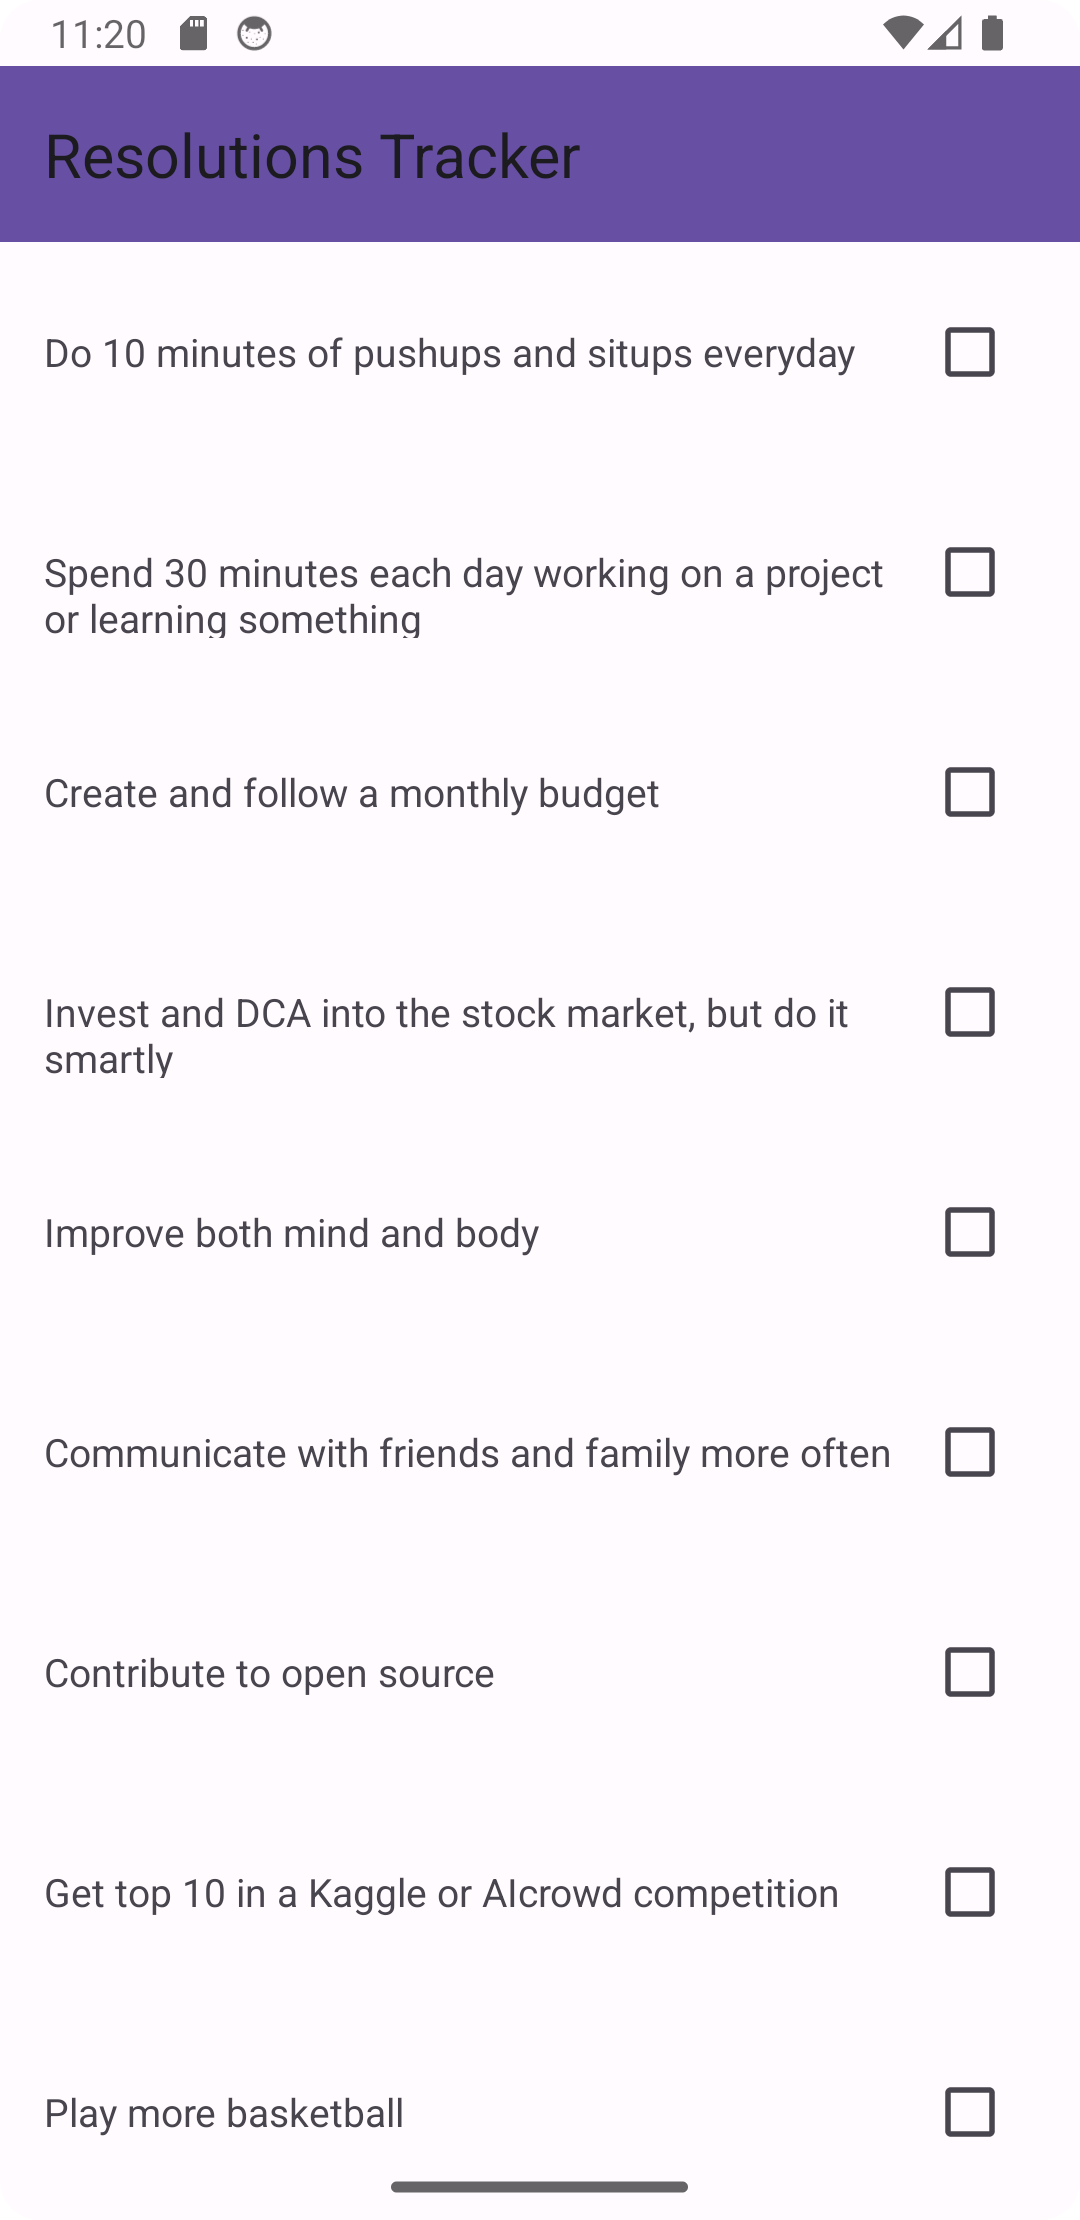 11:20
Resolutions Tracker
Do 10 minutes of pushups and situps everyday
Spend 30 minutes each day working on a project
or learning something
Create and follow a monthly budget
Invest and DCA into the stock market, but do it
smartly
Improve both mind and body
Communicate with friends and family more often
Contribute to open source
Get top 10 in a Kaggle or AIcrowd competition
Play more basketball